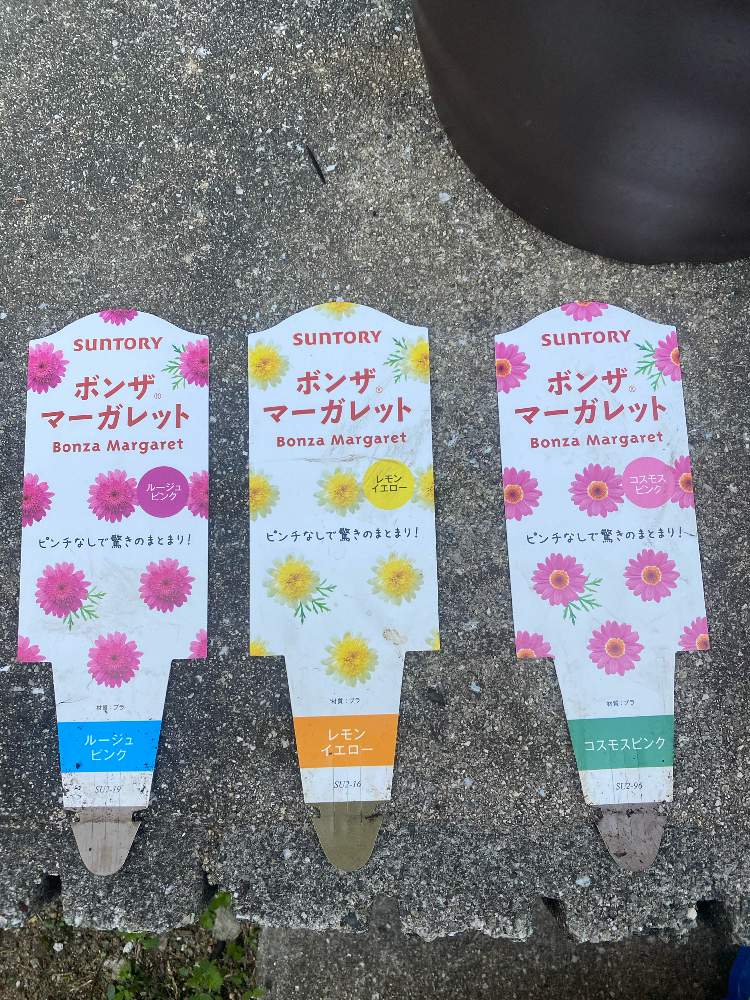 SUNTORY
ボンザ®
マーガレット
Bonza Margaret
ルージュ
ピンク
ピンチなしで驚きのまとまり!
材質:プラ
ルージュ
ピンク
SU2-19
SUNTORY
ボンザ®
マーガレット
Bonza Margaret
レモン
イエロー
ピンチなしで驚きのまとまり!
材質:プラ
レモン
イエロー
SU2-16
SUNTORY
ボンザ®
マーガレット
Bonza Margaret
コスモス
ピンク
ピンチなしで驚きのまとまり!
材質:プラ
コスモスピンク
SU2-96